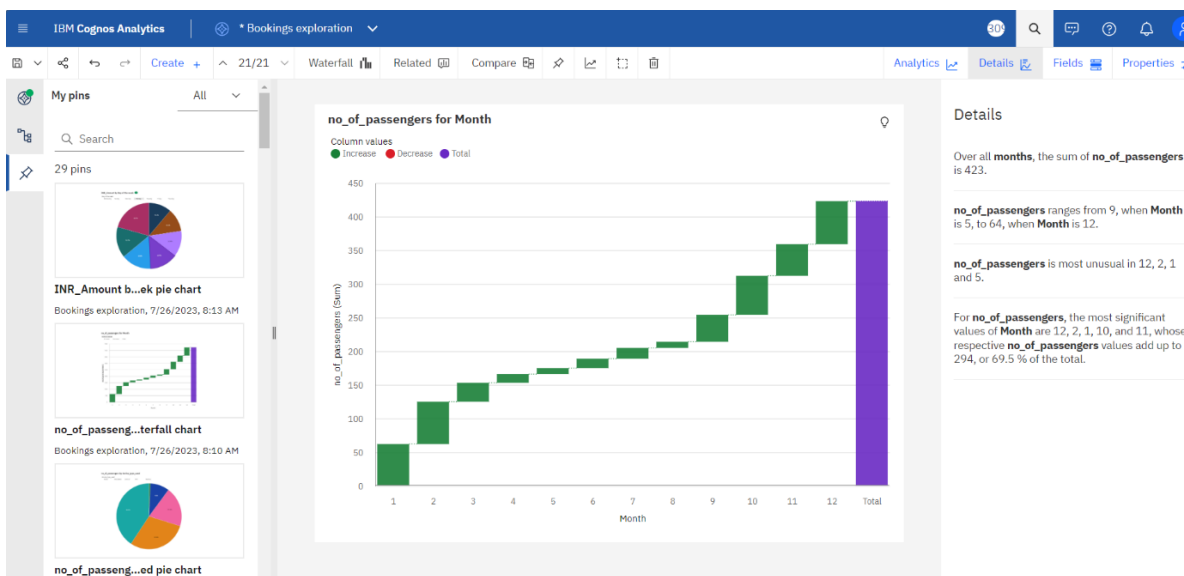 IBM Cognos Analytics
* Bookings exploration
Create +
21/21
Waterfall
Related
Compare
Analytics
Details
Fields
Properties
My pins
All
Search
29 pins
INR_Amount b...ek pie chart
Bookings exploration, 7/26/2023, 8:13 AM
no_of_passeng...terfall chart
Bookings exploration, 7/26/2023, 8:10 AM
no_of_passeng...ed pie chart
no_of_passengers for Month
Column values
Increase Decrease Total
no_of_passengers (Sum)
450
400
350
300
250
200
150
100
50
0
1 2 3 4 5 6 7 8 9 10 11 12 Total
Month
Details
Over all months, the sum of no_of_passengers
is 423.
no_of_passengers ranges from 9, when Month
is 5, to 64, when Month is 12.
no_of_passengers is most unusual in 12, 2, 1
and 5.
For no_of_passengers, the most significant
values of Month are 12, 2, 1, 10, and 11, whose
respective no_of_passengers values add up to
294, or 69.5 % of the total.